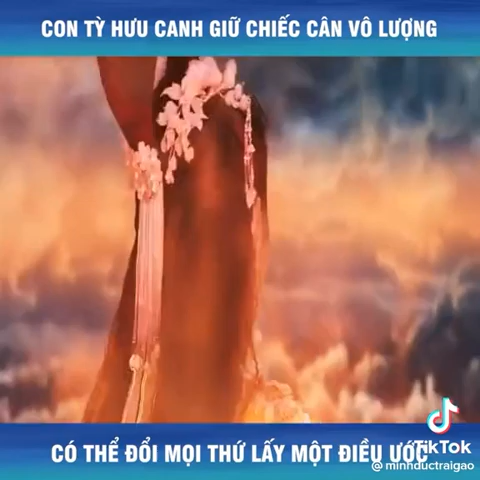 CON TỲ HƯU CANH GIỮ CHIẾC CÂN VÔ LƯỢNG
CÓ THỂ ĐỔI MỌI THỨ LẤY MỘT ĐIỀU ƯỚC
TikTok
@minhductraigao